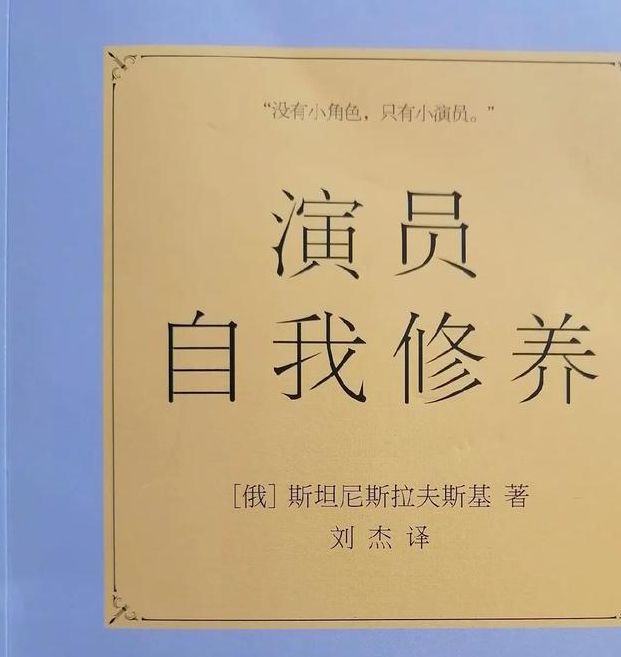 “没有小角色，只有小演员。”
演员
自我修养
[俄] 斯坦尼斯拉夫斯基 著
刘杰 译